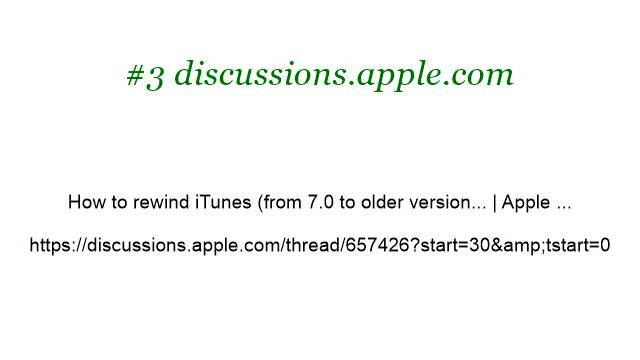 #3 discussions.apple.com
How to rewind iTunes (from 7.0 to older version... | Apple ...
https://discussions.apple.com/thread/657426?start=30&amp;tstart=0